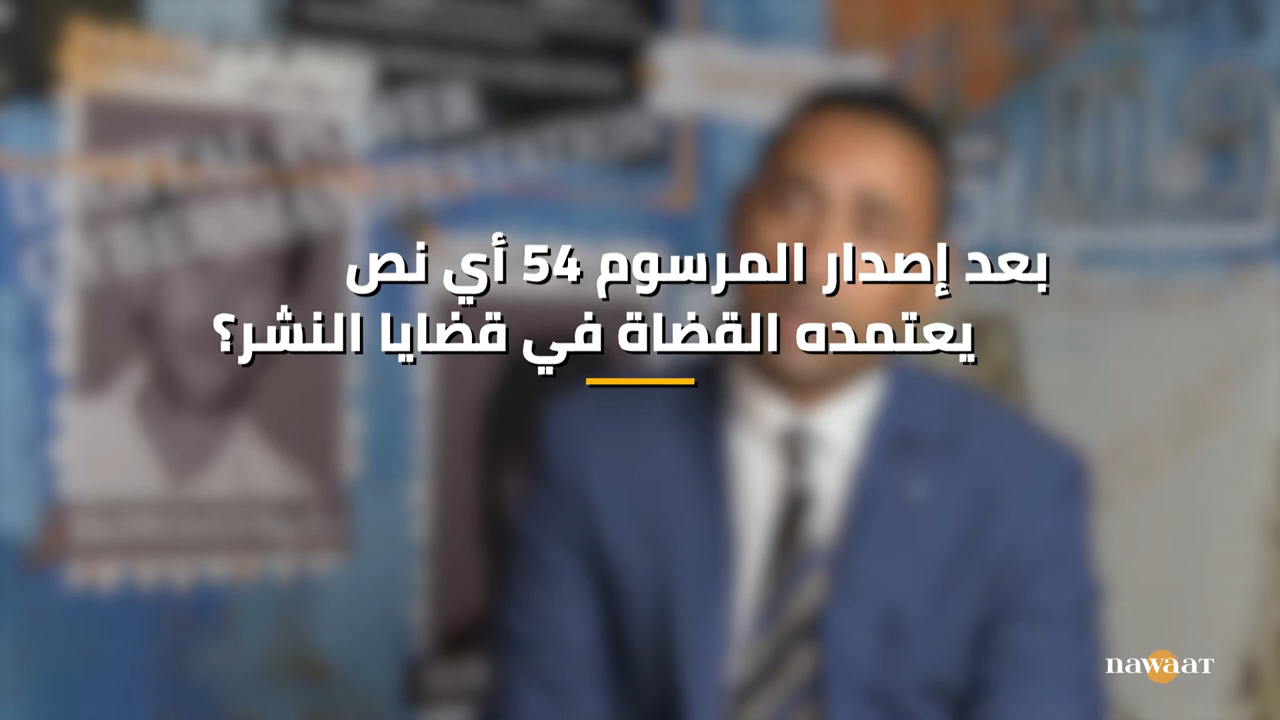 بعد إصدار المرسوم 54 أي نص
يعتمده القضاة في قضايا النشر؟
nawaat